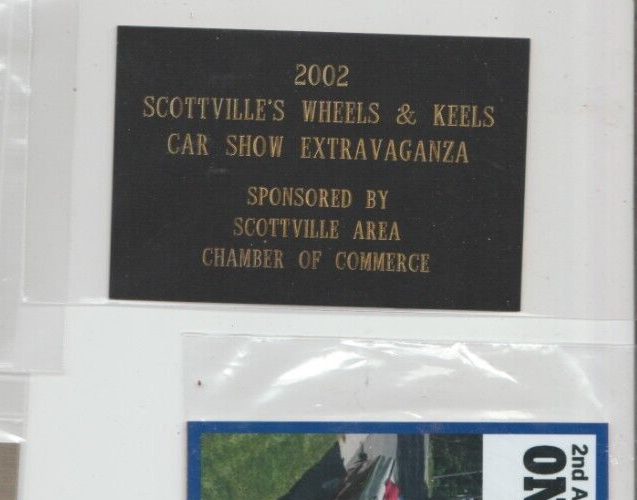 2002
SCOTTVILLE'S WHEELS & KEELS
CAR SHOW EXTRAVAGANZA
SPONSORED BY
SCOTTVILLE AREA
CHAMBER OF COMMERCE
2nd